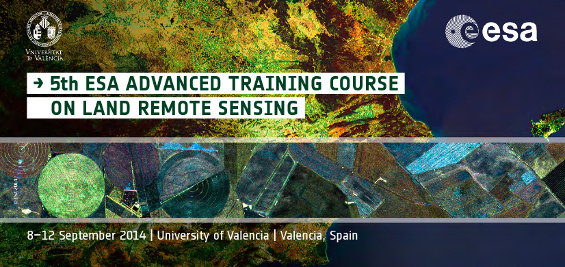 VNIVERSITAT
DE VALÈNCIA
esa
→ 5th ESA ADVANCED TRAINING COURSE
ON LAND REMOTE SENSING
8–12 September 2014 | University of Valencia | Valencia, Spain